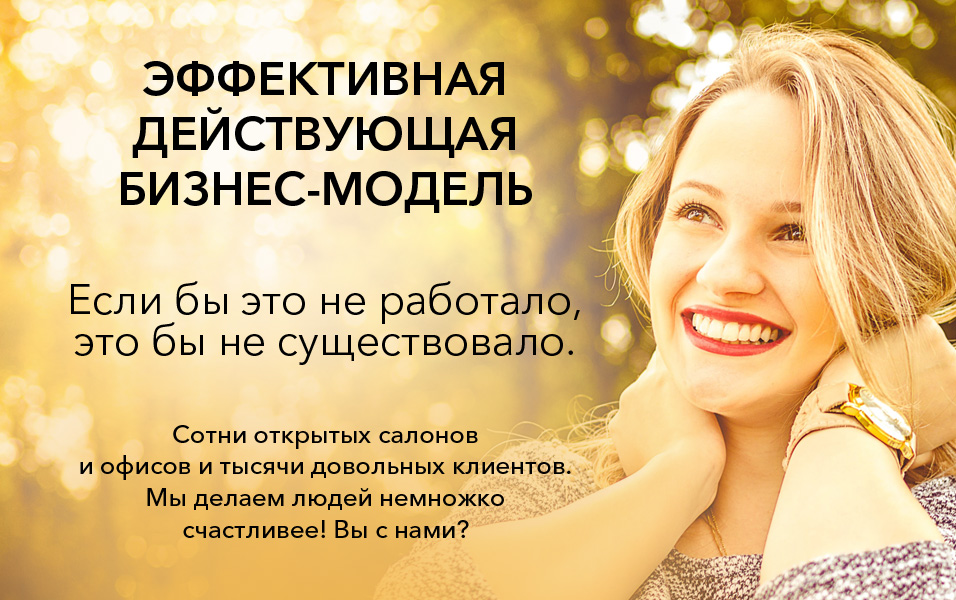 ЭФФЕКТИВНАЯ
ДЕЙСТВУЮЩАЯ
БИЗНЕС-МОДЕЛЬ
Если бы это не работало,
это бы не существовало.
Сотни открытых салонов
и офисов и тысячи довольных клиентов.
Мы делаем людей немножко
счастливее! Вы с нами?